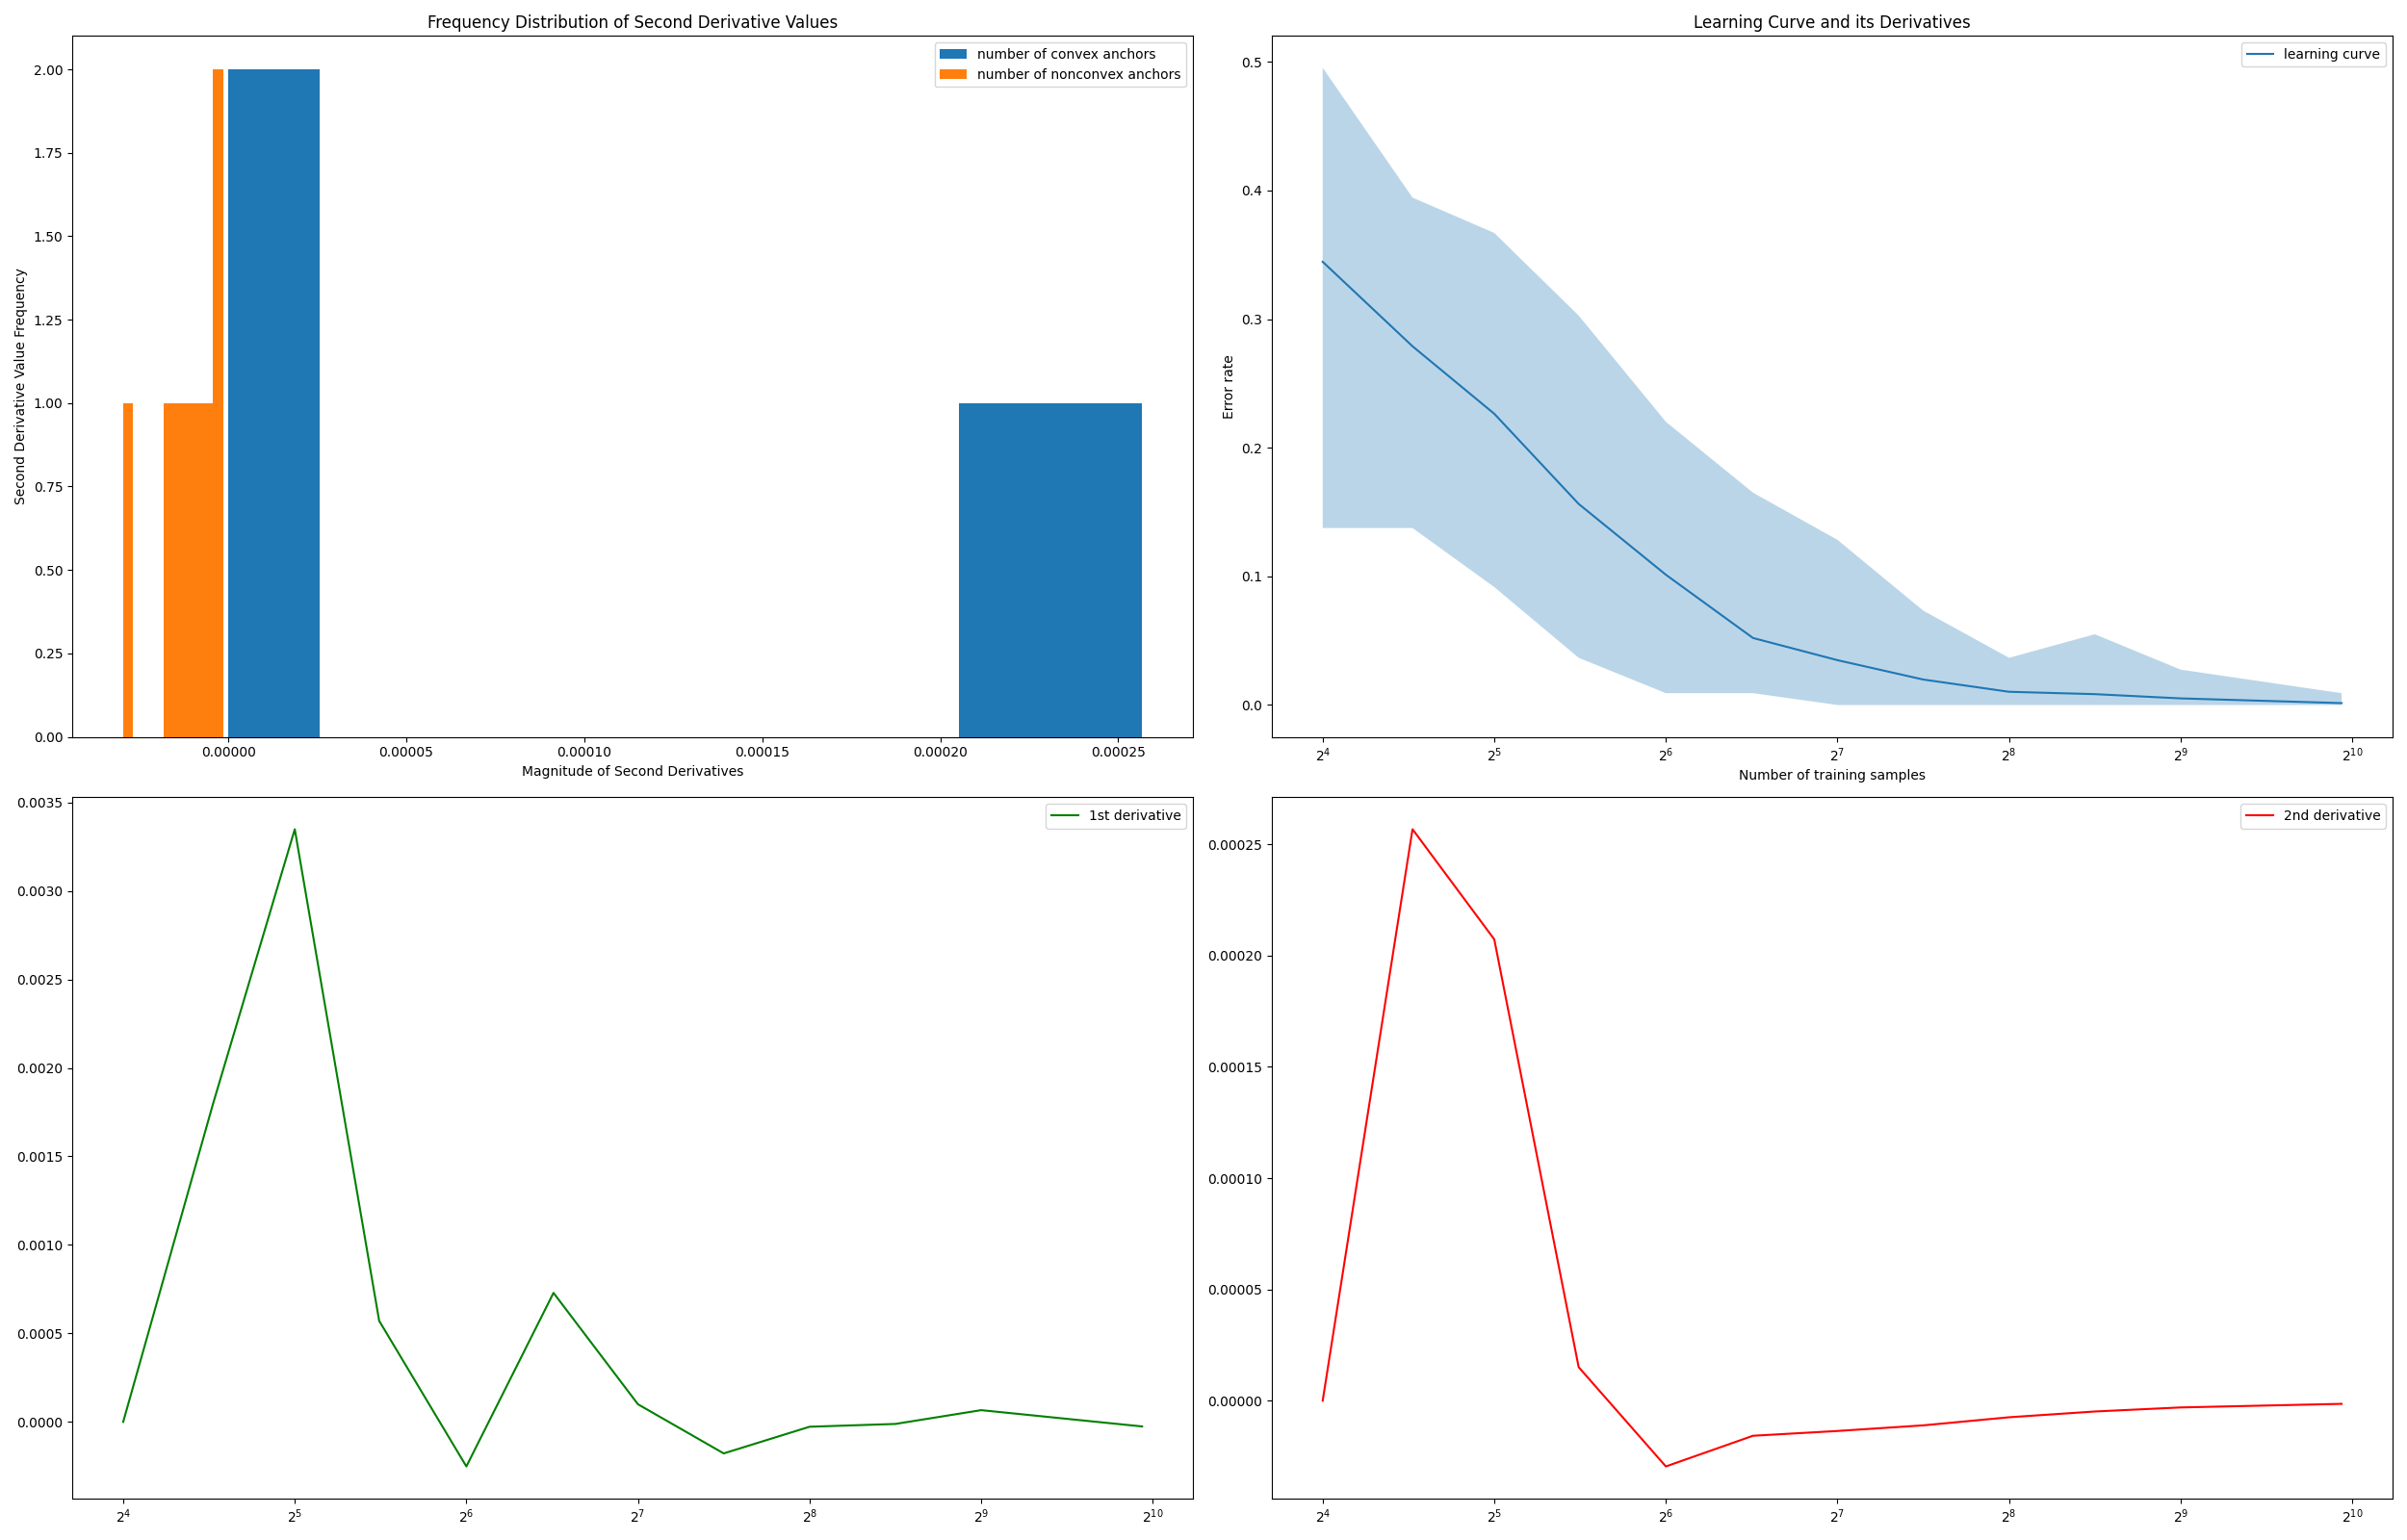 Frequency Distribution of Second Derivative Values
number of convex anchors
number of nonconvex anchors
Second Derivative Value Frequency
2.00
1.75
1.50
1.25
1.00
0.75
0.50
0.25
0.00
0.00000 0.00005 0.00010 0.00015 0.00020 0.00025
Magnitude of Second Derivatives
Learning Curve and its Derivatives
learning curve
Error rate
0.5
0.4
0.3
0.2
0.1
0.0
2⁴ 2⁵ 2⁶ 2⁷ 2⁸ 2⁹ 2¹⁰
Number of training samples
1st derivative
0.0035
0.0030
0.0025
0.0020
0.0015
0.0010
0.0005
0.0000
2⁴ 2⁵ 2⁶ 2⁷ 2⁸ 2⁹ 2¹⁰
2nd derivative
0.00025
0.00020
0.00015
0.00010
0.00005
0.00000
2⁴ 2⁵ 2⁶ 2⁷ 2⁸ 2⁹ 2¹⁰